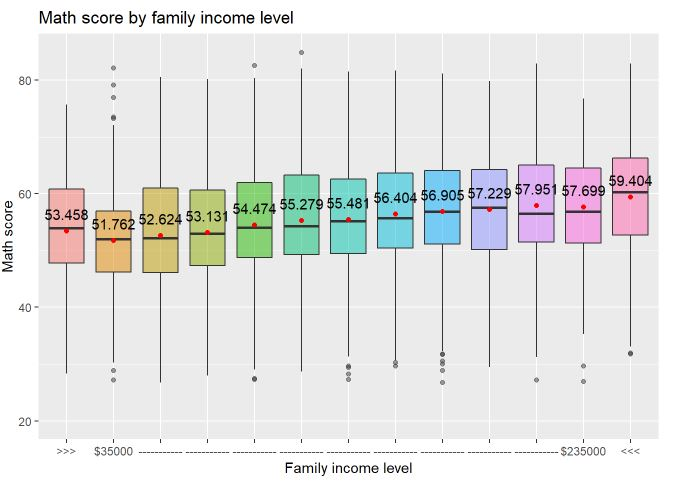 Math score by family income level
Math score
80
60
40
20
53.458 51.762 52.624 53.131 54.474 55.279 55.481 56.404 56.905 57.229 57.951 57.699 59.404
>>> $35000 ---------- ---------- ---------- ---------- ---------- ---------- ---------- ---------- ---------- $235000 <<<
Family income level